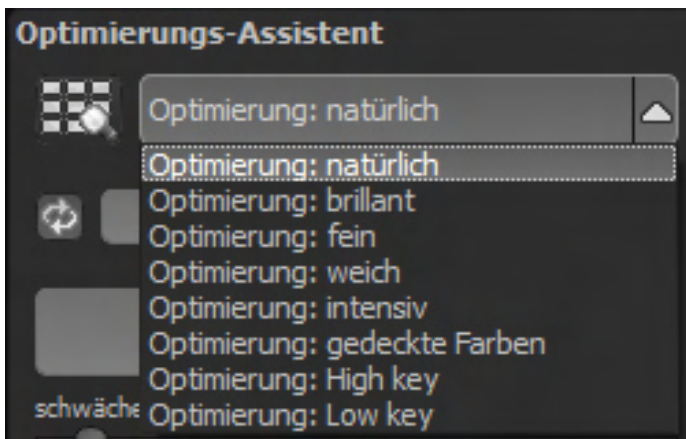 Optimierungs-Assistent
Optimierung: natürlich
Optimierung: natürlich
Optimierung: brillant
Optimierung: fein
Optimierung: weich
Optimierung: intensiv
Optimierung: gedeckte Farben
Optimierung: High key
schwäche Optimierung: Low key